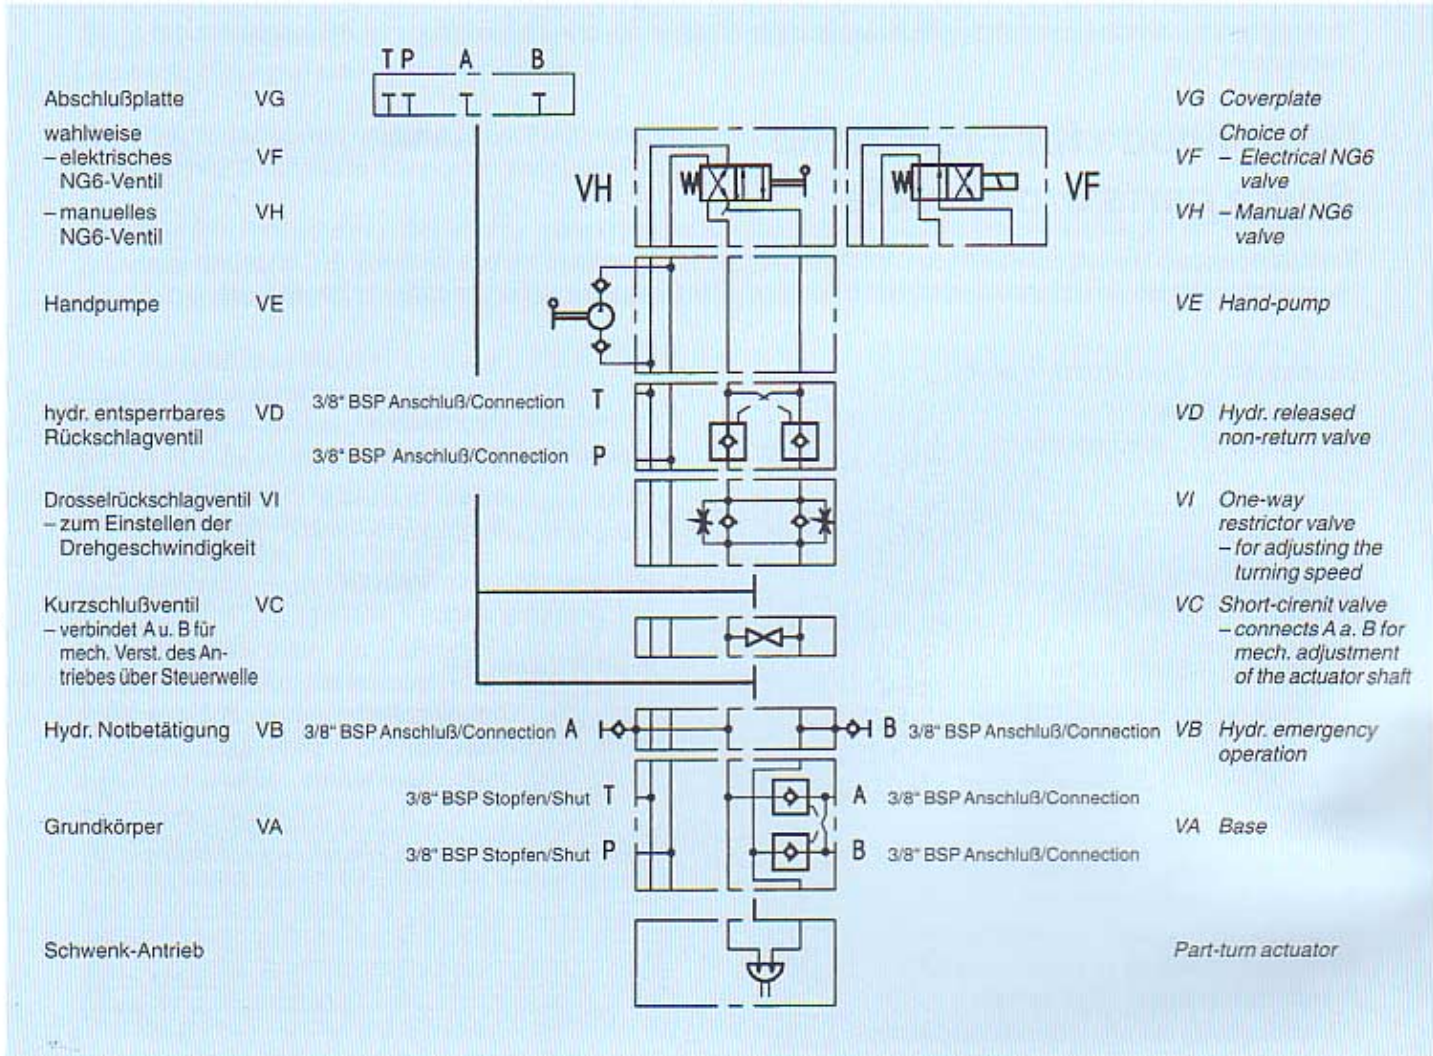 T P A B
Abschlußplatte VG
wahlweise
– elektrisches VF
NG6-Ventil
– manuelles VH
NG6-Ventil
Handpumpe VE
hydr. entsperrbares VD
Rückschlagventil
Drosselrückschlagventil VI
– zum Einstellen der
Drehgeschwindigkeit
Kurzschlußventil VC
– verbindet A u. B für
mech. Verst. des An-
triebes über Steuerwelle
Hydr. Notbetätigung VB
Grundkörper VA
Schwenk-Antrieb
VH
VF
3/8" BSP Anschluß/Connection T
3/8" BSP Anschluß/Connection P
3/8" BSP Anschluß/Connection A
B 3/8" BSP Anschluß/Connection
3/8" BSP Stopfen/Shut T
A 3/8" BSP Anschluß/Connection
3/8" BSP Stopfen/Shut P
B 3/8" BSP Anschluß/Connection
VG Coverplate
Choice of
VF – Electrical NG6
valve
VH – Manual NG6
valve
VE Hand-pump
VD Hydr. released
non-return valve
VI One-way
restrictor valve
– for adjusting the
turning speed
VC Short-cirenit valve
– connects A a. B for
mech. adjustment
of the actuator shaft
VB Hydr. emergency
operation
VA Base
Part-turn actuator